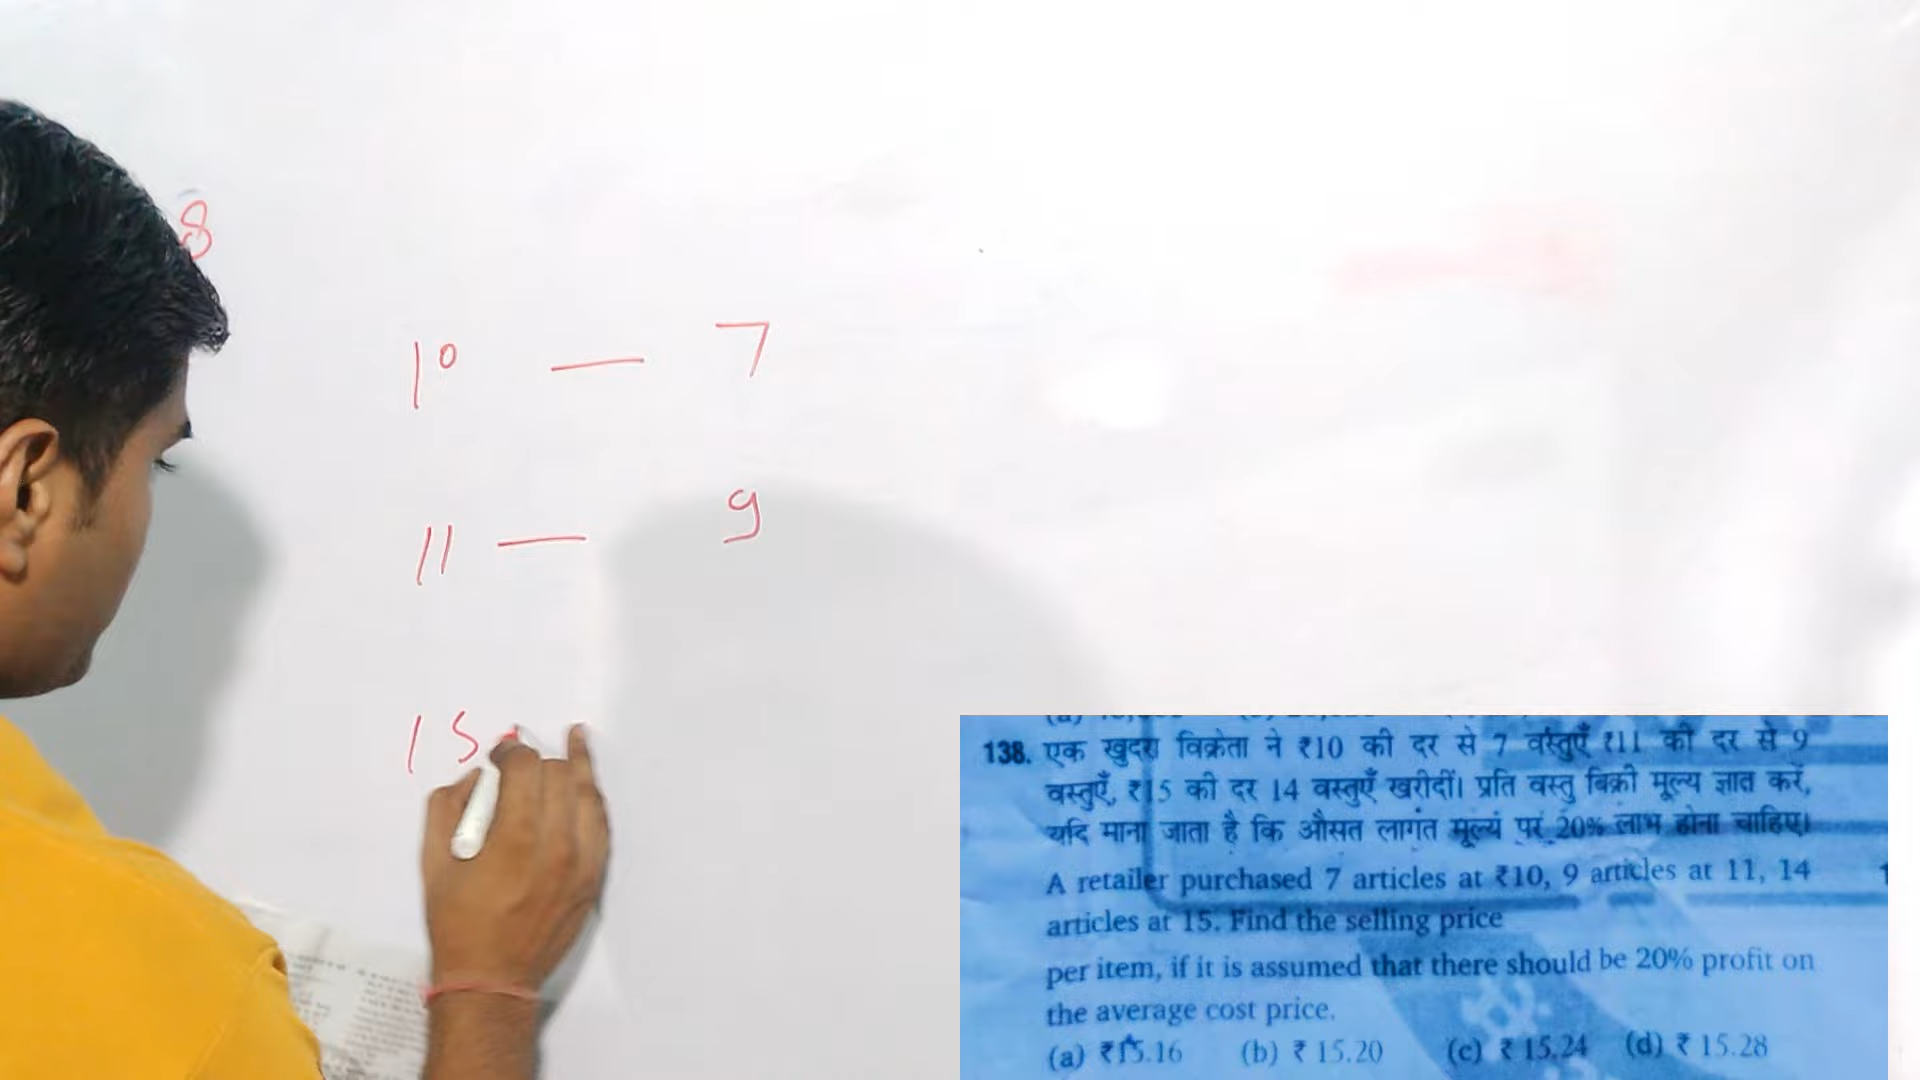 8
10 — 7
11 — 9
15
138. एक खुदरा विक्रेता ने ₹10 की दर से 7 वस्तुएँ ₹11 की दर से 9
वस्तुएँ, ₹15 की दर 14 वस्तुएँ खरीदीं। प्रति वस्तु बिक्री मूल्य ज्ञात करें,
यदि माना जाता है कि औसत लागत मूल्य पर 20% लाभ होना चाहिए।
A retailer purchased 7 articles at ₹10, 9 articles at 11, 14
articles at 15. Find the selling price
per item, if it is assumed that there should be 20% profit on
the average cost price.
(a) ₹15.16 (b) ₹ 15.20 (c) ₹ 15.24 (d) ₹ 15.28